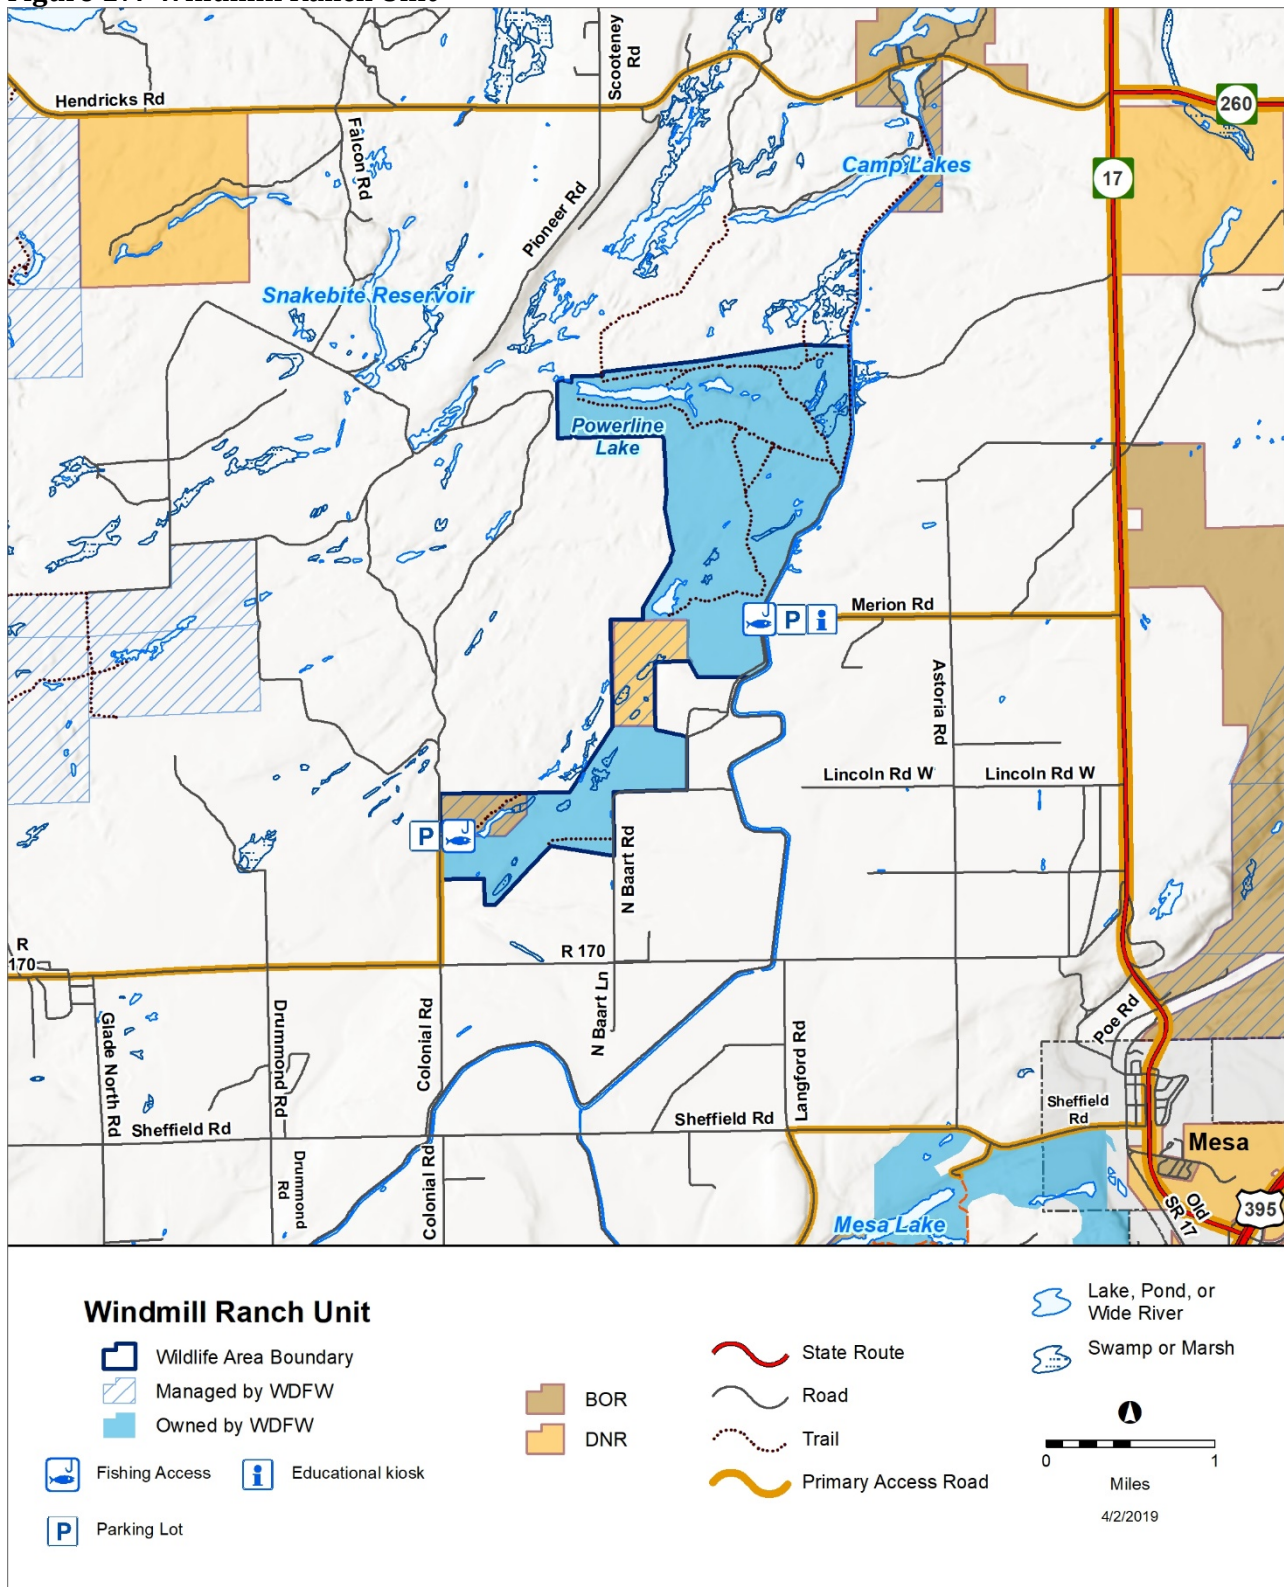 Scooteney
Rd
Hendricks Rd
260
Falcon Rd
Camp Lakes
17
Pioneer Rd
Snakebite Reservoir
Powerline
Lake
P
i
Merion Rd
Astoria Rd
Lincoln Rd W
Lincoln Rd W
P
N Baart Rd
R
170
R 170
Glade North Rd
Drummond Rd
Colonial Rd
N Baart Ln
Langford Rd
Poe Rd
Sheffield Rd
Sheffield Rd
Sheffield
Rd
Mesa
Drummond
Rd
Colonial Rd
Mesa Lake
Old
SR 17
395
Windmill Ranch Unit
Wildlife Area Boundary
Managed by WDFW
Owned by WDFW
Fishing Access
i
Educational kiosk
P
Parking Lot
BOR
DNR
State Route
Road
Trail
Primary Access Road
Lake, Pond, or
Wide River
Swamp or Marsh
0
1
Miles
4/2/2019